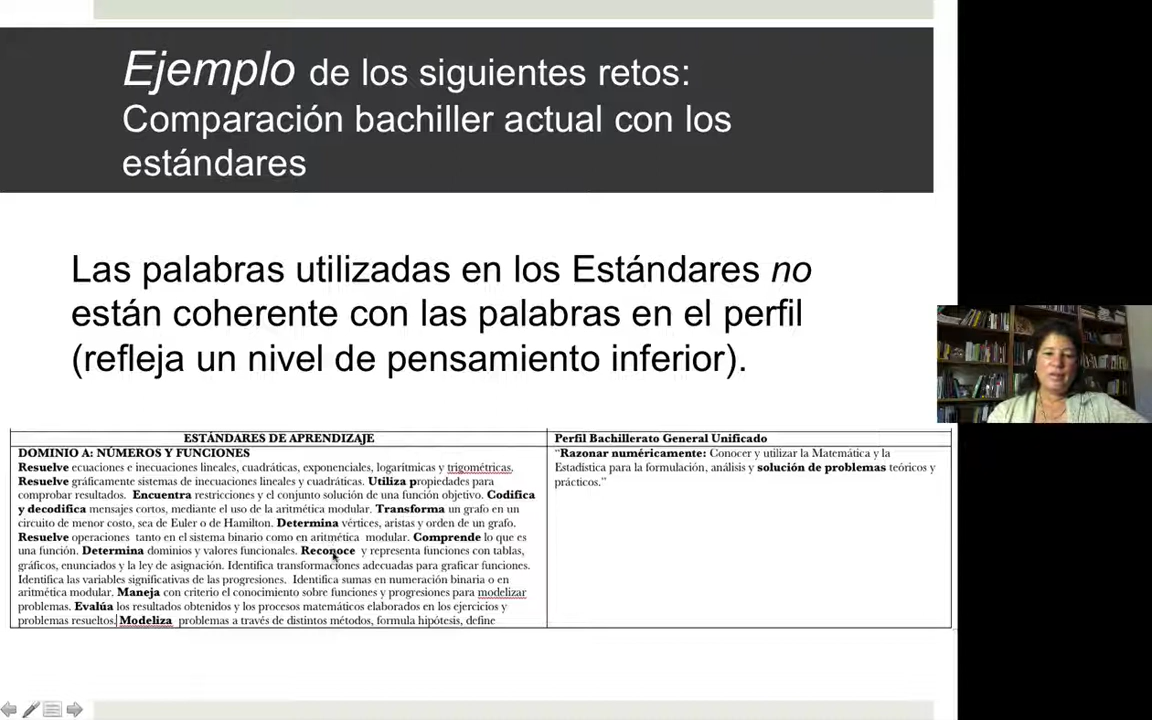 Ejemplo de los siguientes retos:
Comparación bachiller actual con los
estándares
Las palabras utilizadas en los Estándares no
están coherente con las palabras en el perfil
(refleja un nivel de pensamiento inferior).
ESTÁNDARES DE APRENDIZAJE
DOMINIO A: NÚMEROS Y FUNCIONES
Resuelve ecuaciones e inecuaciones lineales, cuadráticas, exponenciales, logarítmicas y trigométricas.
Resuelve gráficamente sistemas de inecuaciones lineales y cuadráticas. Utiliza propiedades para
comprobar resultados. Encuentra restricciones y el conjunto solución de una función objetivo. Codifica
y decodifica mensajes cortos, mediante el uso de la aritmética modular. Transforma un grafo en un
circuito de menor costo, sea de Euler o de Hamilton. Determina vértices, aristas y orden de un grafo.
Resuelve operaciones tanto en el sistema binario como en aritmética modular. Comprende lo que es
una función. Determina dominios y valores funcionales. Reconoce y representa funciones con tablas,
gráficos, enunciados y la ley de asignación. Identifica transformaciones adecuadas para graficar funciones.
Identifica las variables significativas de las progresiones. Identifica sumas en numeración binaria o en
aritmética modular. Maneja con criterio el conocimiento sobre funciones y progresiones para modelizar
problemas. Evalúa los resultados obtenidos y los procesos matemáticos elaborados en los ejercicios y
problemas resueltos. Modeliza problemas a través de distintos métodos, formula hipótesis, define
Perfil Bachillerato General Unificado
“Razonar numéricamente: Conocer y utilizar la Matemática y la
Estadística para la formulación, análisis y solución de problemas teóricos y
prácticos.”